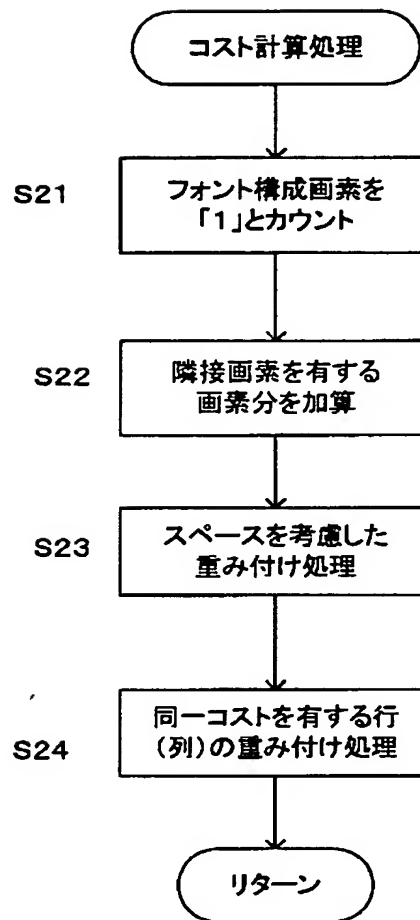 コスト計算処理
S21
フォント構成画素を
「1」とカウント
S22
隣接画素を有する
画素分を加算
S23
スペースを考慮した
重み付け処理
S24
同一コストを有する行
(列)の重み付け処理
リターン